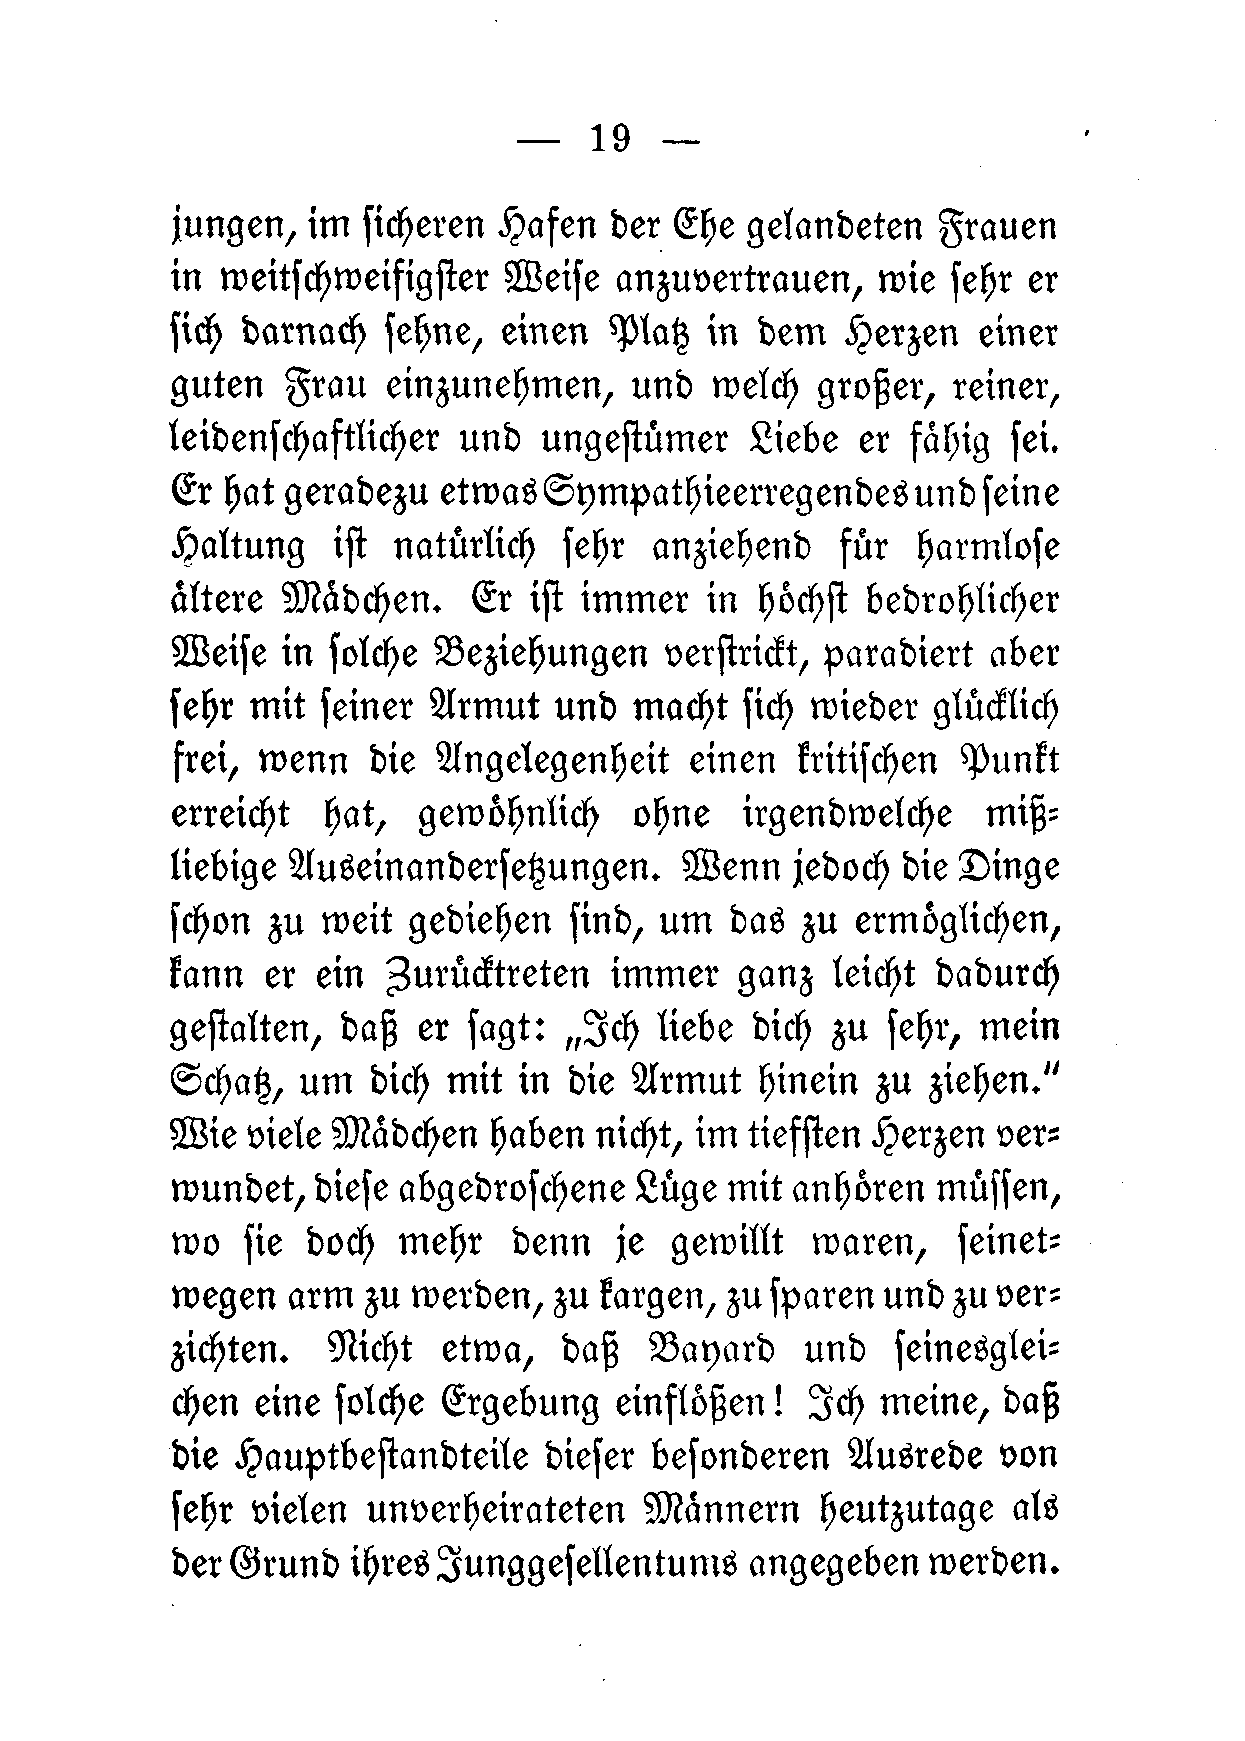 — 19 —
jungen, im ſicheren Hafen der Ehe gelandeten Frauen
in weitſchweifigſter Weiſe anzuvertrauen, wie ſehr er
ſich darnach ſehne, einen Platz in dem Herzen einer
guten Frau einzunehmen, und welch großer, reiner,
leidenſchaftlicher und ungeſtümer Liebe er fähig ſei.
Er hat geradezu etwas Sympathieerregendes und ſeine
Haltung iſt natürlich ſehr anziehend für harmloſe
ältere Mädchen. Er iſt immer in höchſt bedrohlicher
Weiſe in ſolche Beziehungen verſtrickt, paradiert aber
ſehr mit ſeiner Armut und macht ſich wieder glücklich
frei, wenn die Angelegenheit einen kritiſchen Punkt
erreicht hat, gewöhnlich ohne irgendwelche miß⸗
liebige Auseinanderſetzungen. Wenn jedoch die Dinge
ſchon zu weit gediehen ſind, um das zu ermöglichen,
kann er ein Zurücktreten immer ganz leicht dadurch
geſtalten, daß er ſagt: „Ich liebe dich zu ſehr, mein
Schatz, um dich mit in die Armut hinein zu ziehen."
Wie viele Mädchen haben nicht, im tiefſten Herzen ver⸗
wundet, dieſe abgedroſchene Lüge mit anhören müſſen,
wo ſie doch mehr denn je gewillt waren, ſeinet⸗
wegen arm zu werden, zu kargen, zu ſparen und zu ver⸗
zichten. Nicht etwa, daß Bayard und ſeinesglei⸗
chen eine ſolche Ergebung einflößen! Ich meine, daß
die Hauptbeſtandteile dieſer beſonderen Ausrede von
ſehr vielen unverheirateten Männern heutzutage als
der Grund ihres Junggeſellentums angegeben werden.